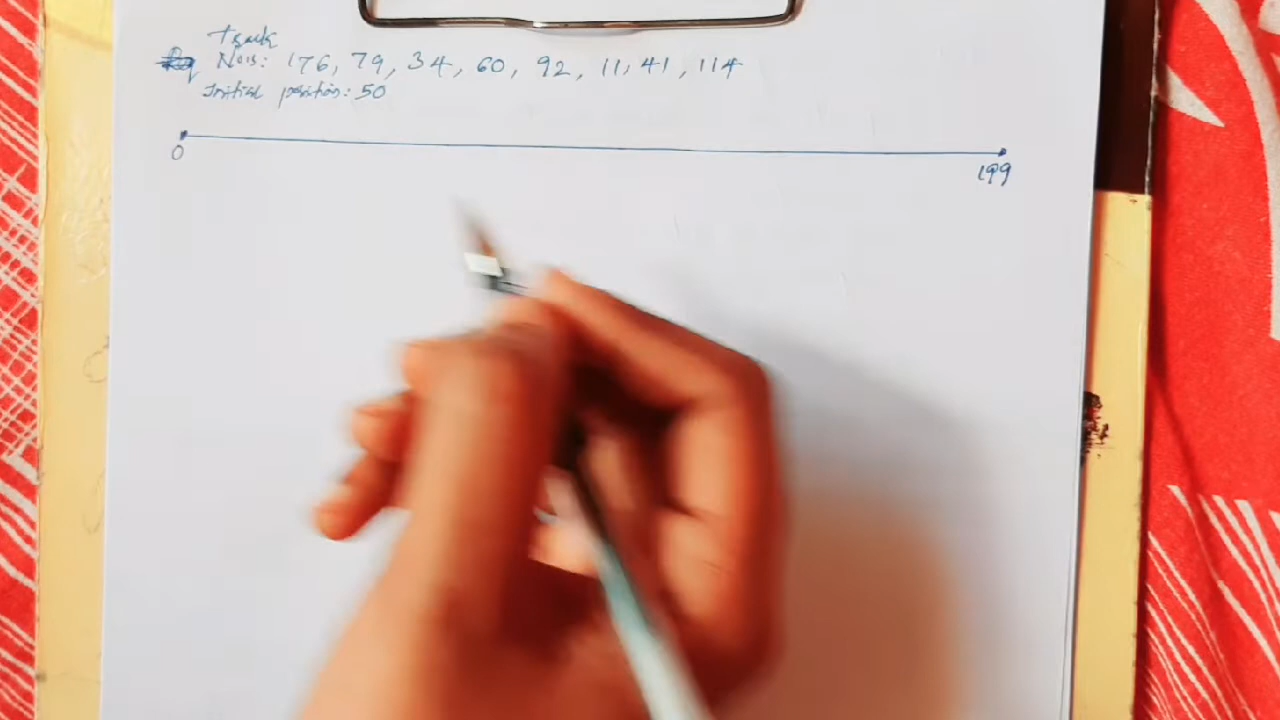 Track
Nos: 176, 79, 34, 60, 92, 11, 41, 114
Initial position: 50
0
199